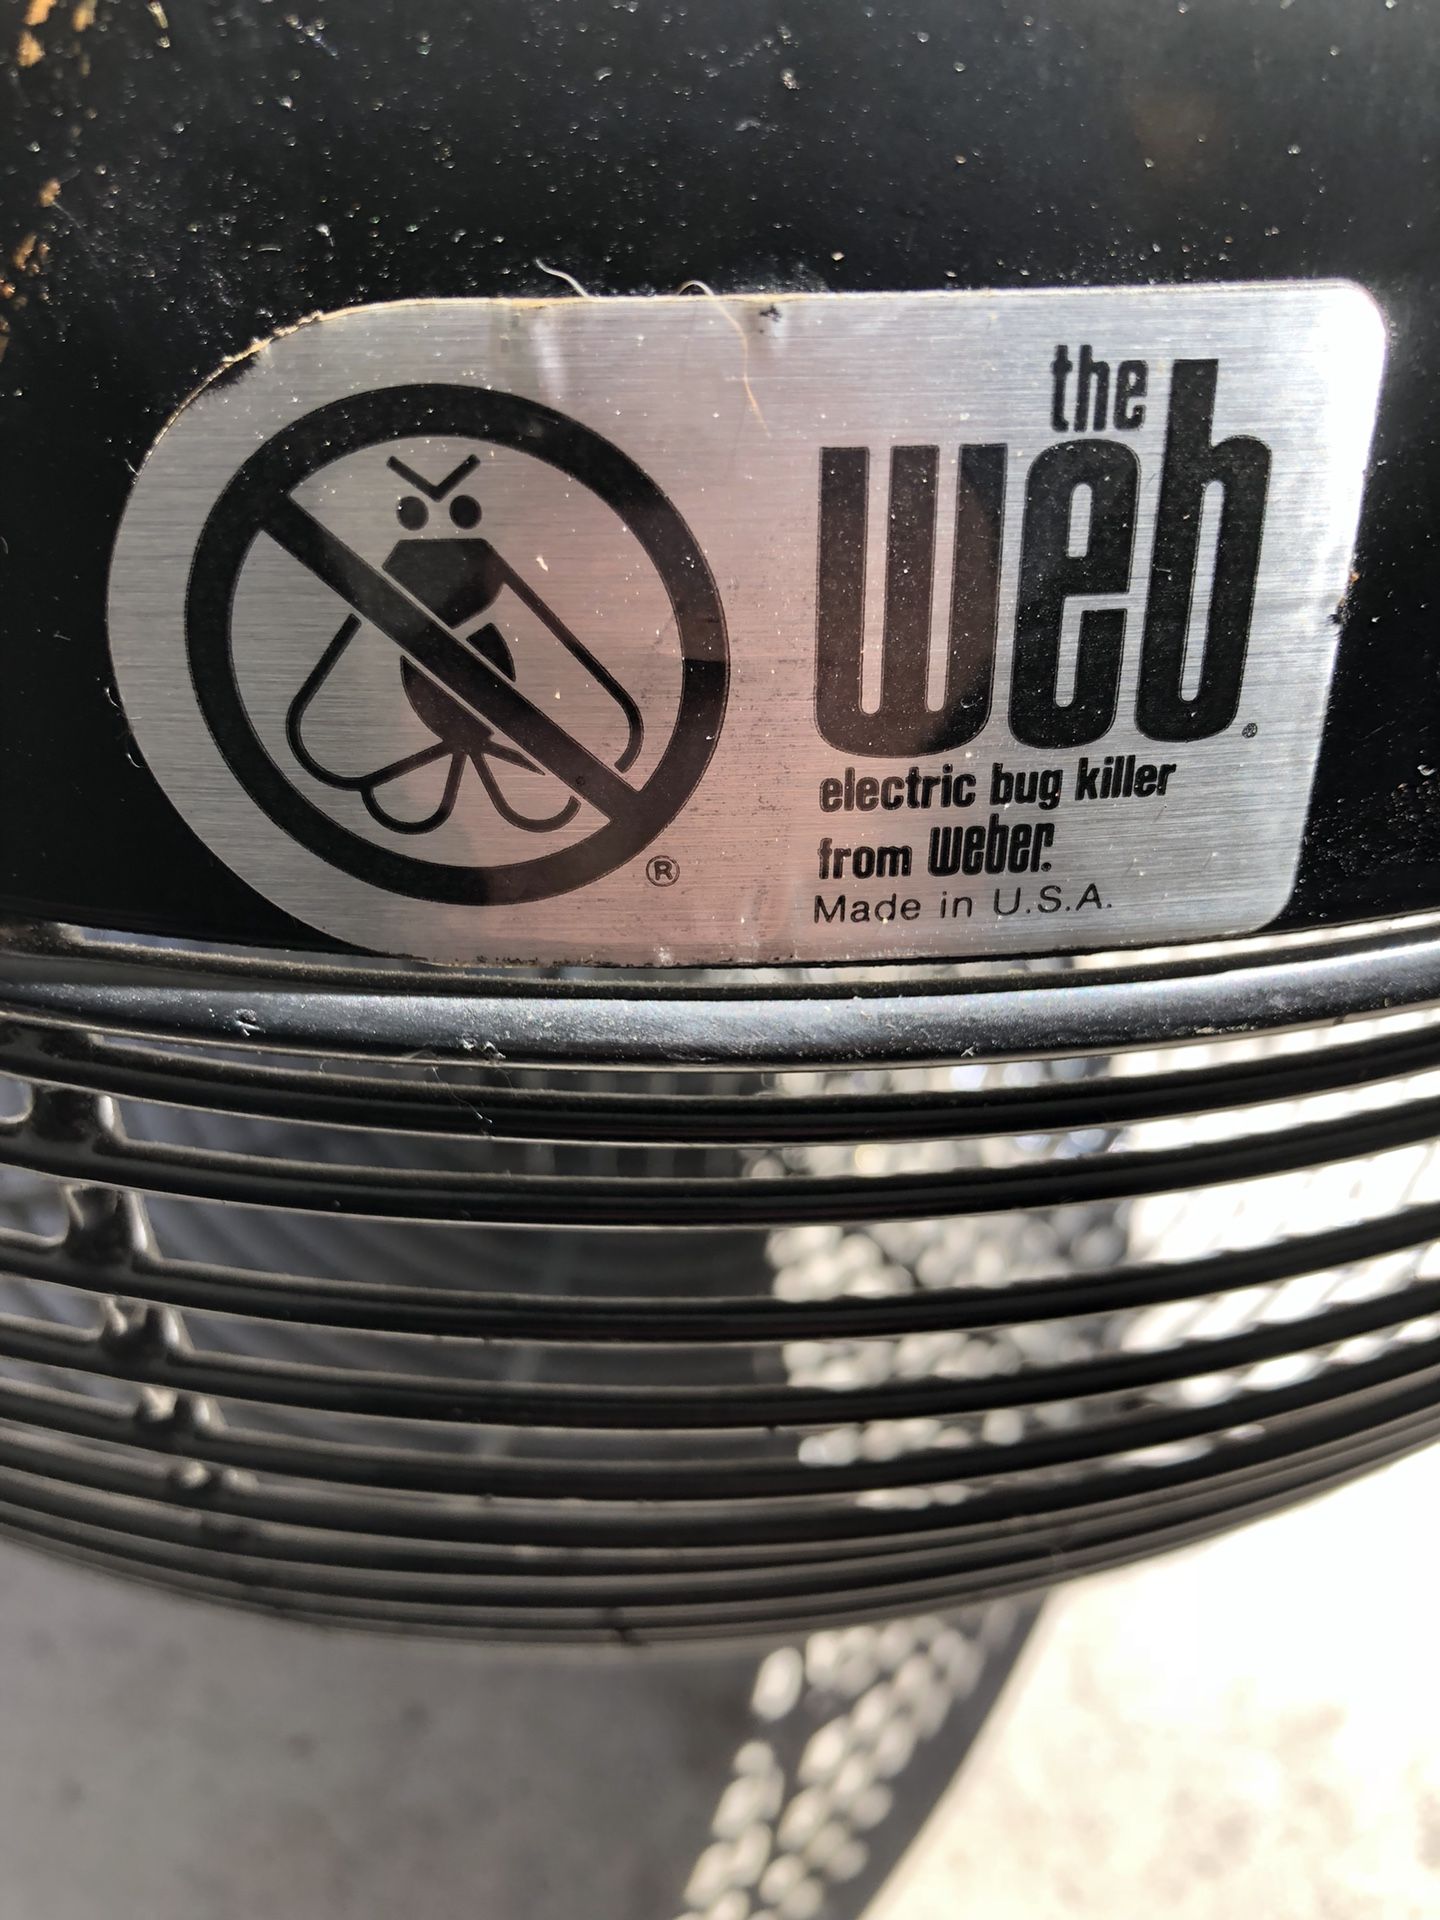 the
web®
electric bug killer
from weber®
Made in U.S.A.
®